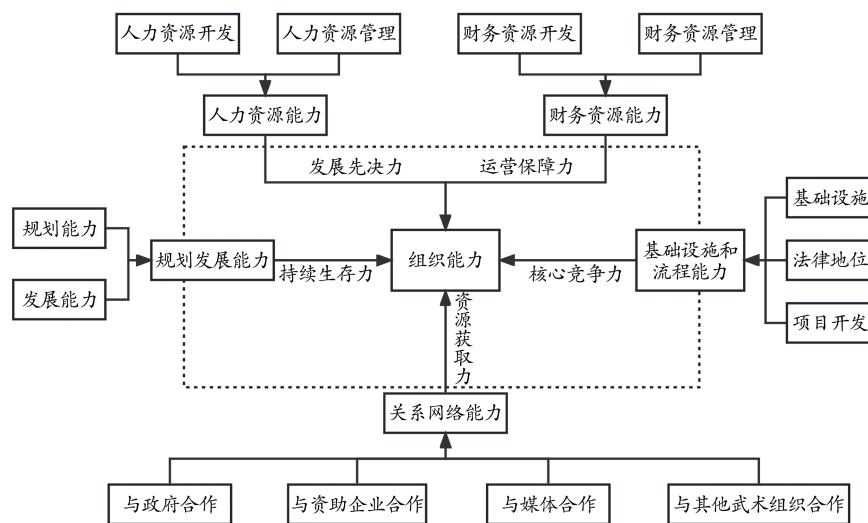 人力资源开发
人力资源管理
财务资源开发
财务资源管理
人力资源能力
财务资源能力
发展先决力
运营保障力
规划能力
发展能力
规划发展能力
持续生存力
组织能力
核心竞争力
基础设施和
流程能力
基础设施
法律地位
项目开发
资源获取力
关系网络能力
与政府合作
与资助企业合作
与媒体合作
与其他武术组织合作